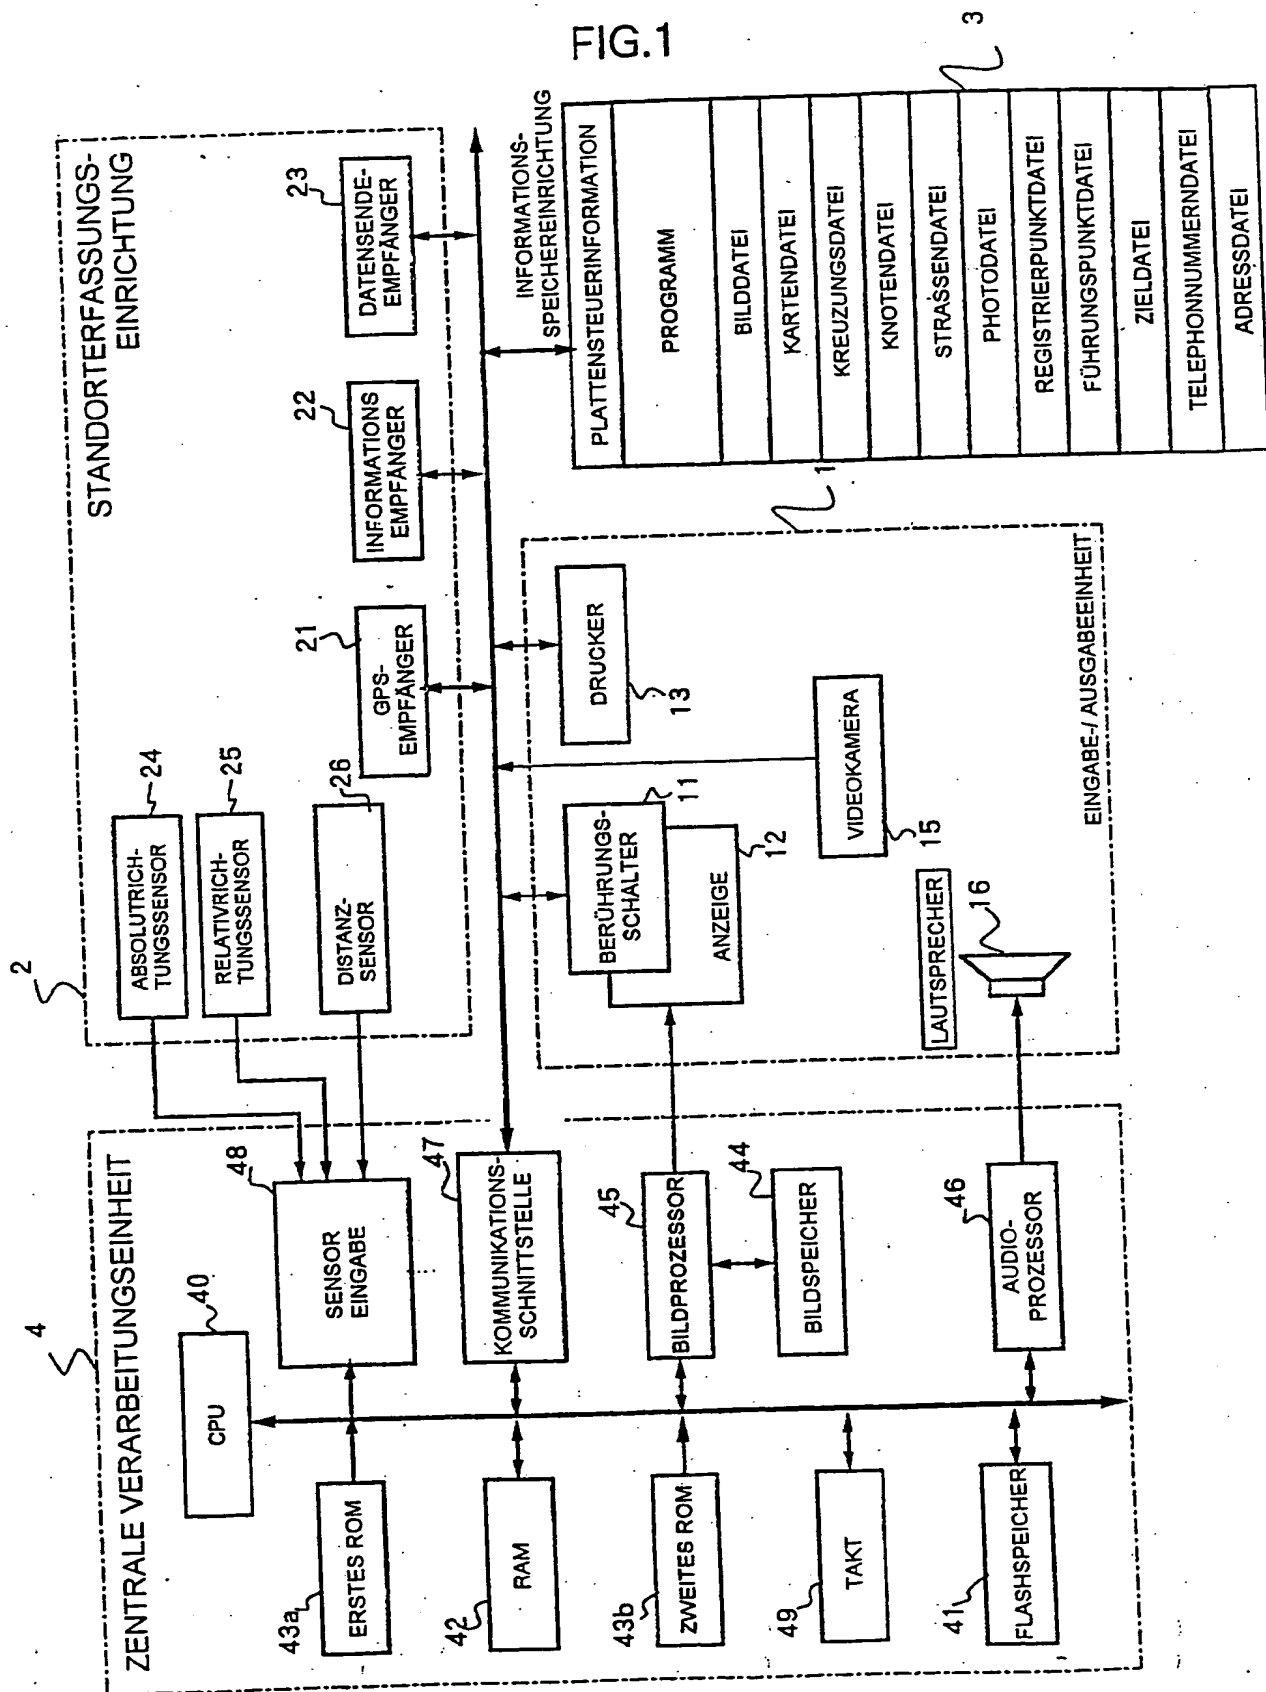 FIG.1
ZENTRALE VERARBEITUNGSEINHEIT
4
CPU
40
43a
ERSTES ROM
42
RAM
43b
ZWEITES ROM
49
TAKT
41
FLASHSPEICHER
48
SENSOR
EINGABE
47
KOMMUNIKATIONS-
SCHNITTSTELLE
45
BILDPROZESSOR
44
BILDSPEICHER
46
AUDIO-
PROZESSOR
2
STANDORTERFASSUNGS-
EINRICHTUNG
24
ABSOLUTRICH-
TUNGSSENSOR
25
RELATIVRICH-
TUNGSSENSOR
26
DISTANZ-
SENSOR
21
GPS-
EMPFÄNGER
22
INFORMATIONS
EMPFÄNGER
23
DATENSENDE-
EMPFÄNGER
1
EINGABE-/ AUSGABEEINHEIT
BERÜHRUNGS-
SCHALTER
11
ANZEIGE
12
DRUCKER
13
VIDEOKAMERA
15
LAUTSPRECHER
16
INFORMATIONS-
SPEICHEREINRICHTUNG
3
PLATTENSTEUERINFORMATION
PROGRAMM
BILDDATEI
KARTENDATEI
KREUZUNGSDATEI
KNOTENDATEI
STRASSENDATEI
PHOTODATEI
REGISTRIERPUNKTDATEI
FÜHRUNGSPUNKTDATEI
ZIELDATEI
TELEPHONNUMMERNDATEI
ADRESSDATEI